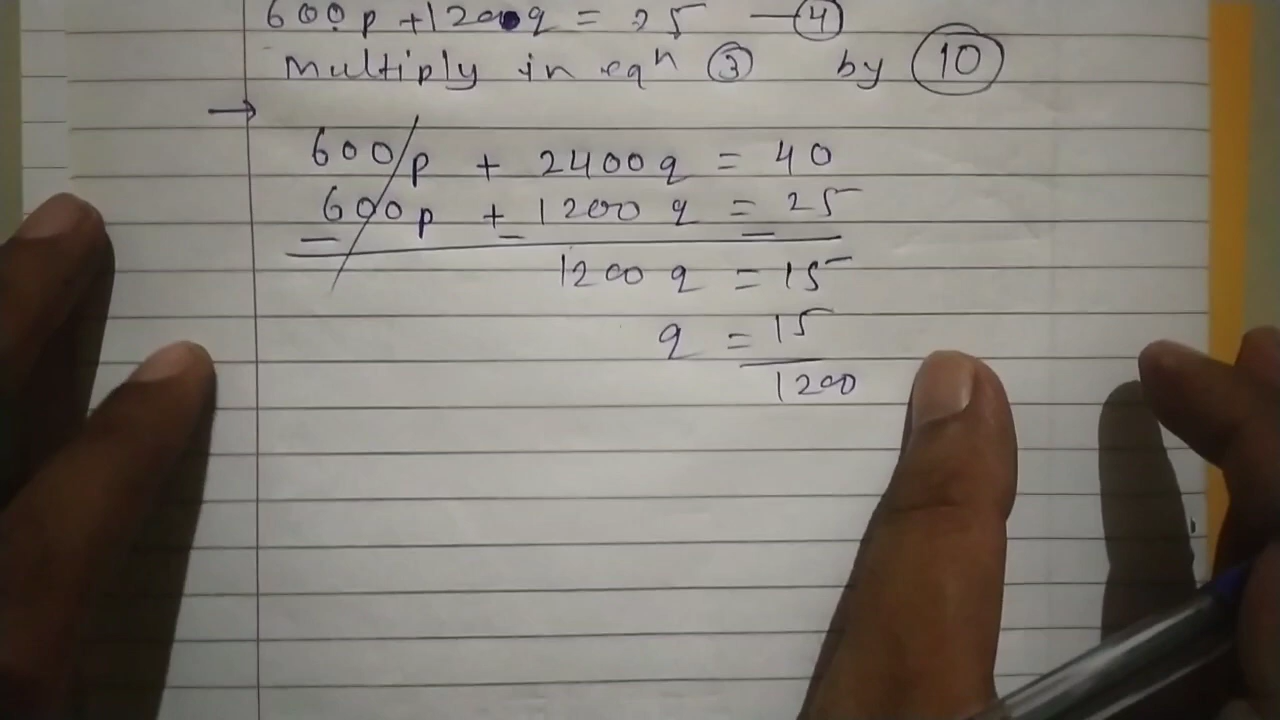 600p + 1200q = 25 — ④
Multiply in eqⁿ ③ by ⑩
→
600p + 2400q = 40
600p + 1200q = 25
— — —
1200q = 15
q = 15
1200